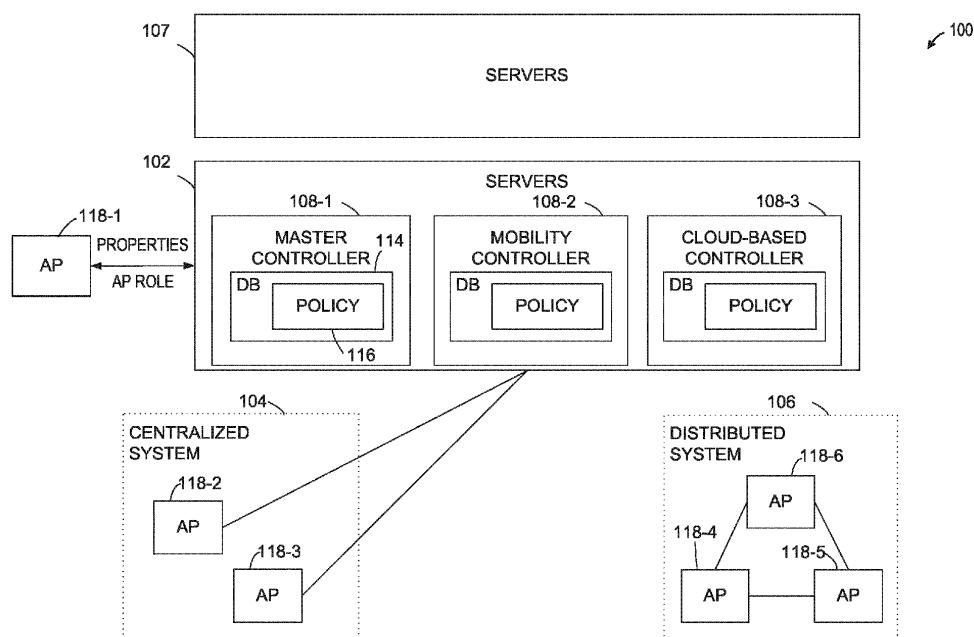 107
100
SERVERS
102
SERVERS
118-1
108-1
108-2
108-3
AP
PROPERTIES
AP ROLE
MASTER
CONTROLLER
114
DB
POLICY
116
MOBILITY
CONTROLLER
DB
POLICY
CLOUD-BASED
CONTROLLER
DB
POLICY
104
CENTRALIZED
SYSTEM
118-2
AP
118-3
AP
106
DISTRIBUTED
SYSTEM
118-6
AP
118-4
AP
118-5
AP